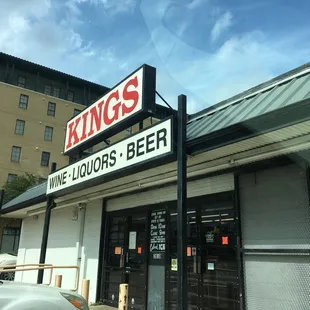 KINGS
WINE · LIQUORS · BEER